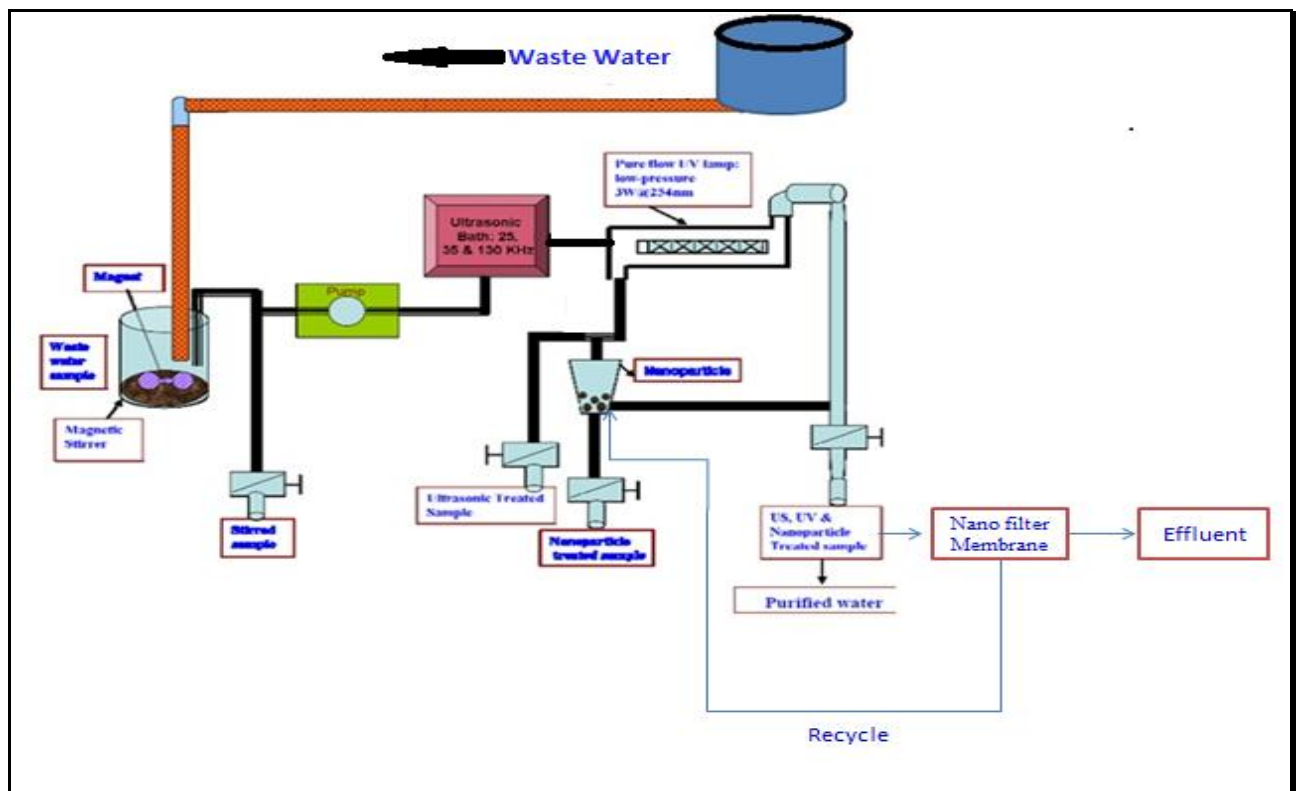 Waste Water
Pure flow UV lamp:
low-pressure
3W@254nm
Ultrasonic
Bath: 25,
35 & 130 KHz
Magnet
Pump
Waste
water
sample
Nanoparticle
Magnetic
Stirrer
Ultrasonic Treated
Sample
Stirred
sample
Nanoparticle
treated sample
US, UV &
Nanoparticle
Treated sample
Nano filter
Membrane
Effluent
Purified water
Recycle